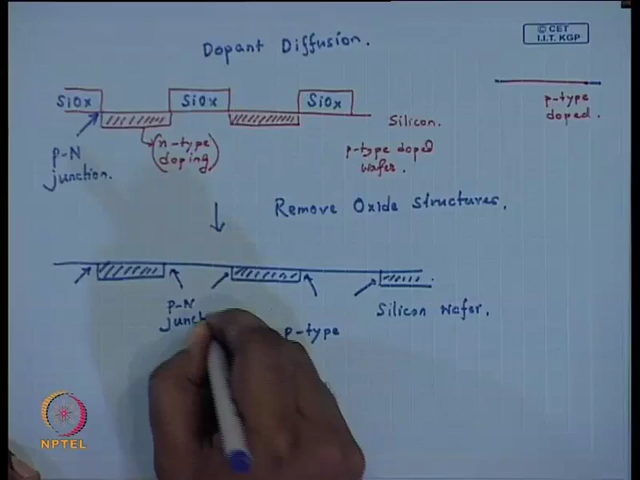 Dopant Diffusion.
© CET
I.I.T. KGP
SiOx
SiOx
SiOx
p-type
doped.
Silicon.
(n-type
doping)
p-type doped
wafer.
p-N
junction.
Remove Oxide Structures.
p-N
junct
p-type
Silicon wafer.
NPTEL